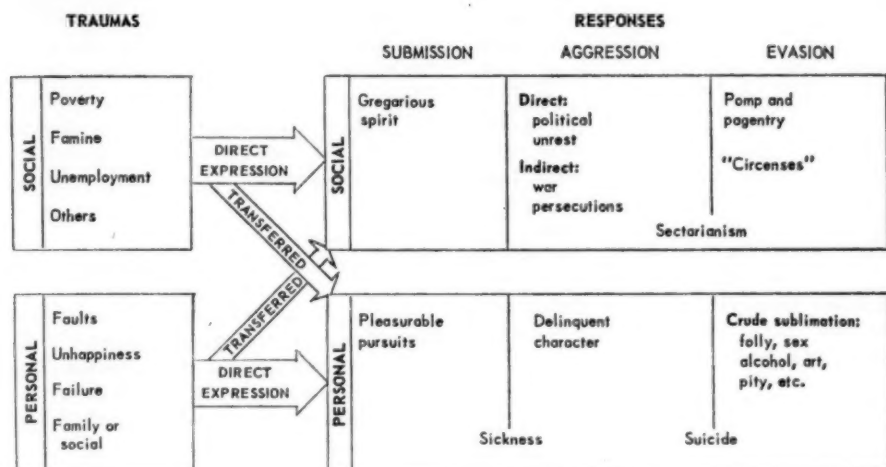 TRAUMAS
RESPONSES
SUBMISSION
AGGRESSION
EVASION
SOCIAL
Poverty
Famine
Unemployment
Others
DIRECT
EXPRESSION
TRANSFERRED
SOCIAL
Gregarious
spirit
Direct:
political
unrest
Indirect:
war
persecutions
Pomp and
pagentry
"Circenses"
Sectarianism
PERSONAL
Faults
Unhappiness
Failure
Family or
social
TRANSFERRED
DIRECT
EXPRESSION
PERSONAL
Pleasurable
pursuits
Delinquent
character
Crude sublimation:
folly, sex
alcohol, art,
pity, etc.
Sickness
Suicide